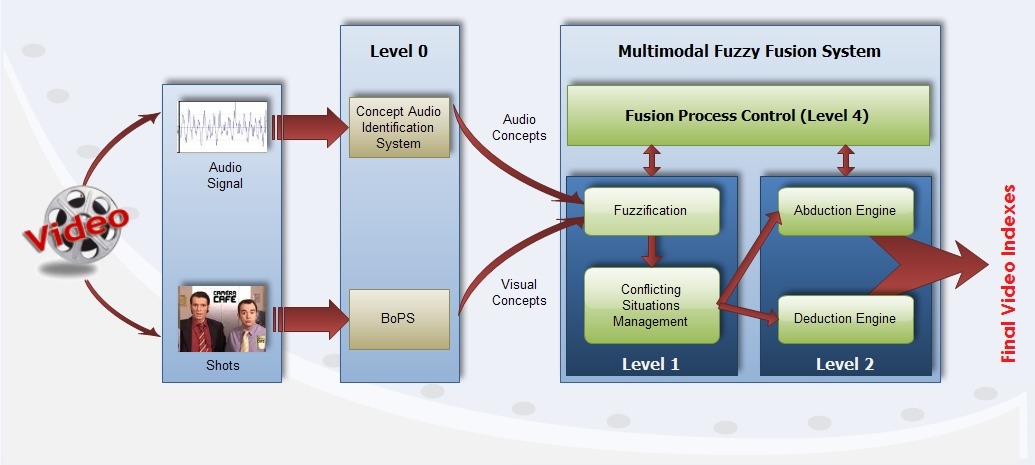 Video
Audio
Signal
CAMÉRA
CAFÉ
Shots
Level 0
Concept Audio
Identification
System
BoPS
Audio
Concepts
Visual
Concepts
Multimodal Fuzzy Fusion System
Fusion Process Control (Level 4)
Fuzzification
Conflicting
Situations
Management
Level 1
Abduction Engine
Deduction Engine
Level 2
Final Video Indexes